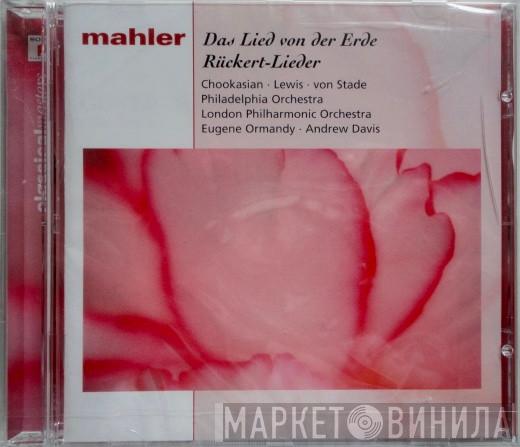 mahler
Das Lied von der Erde
Rückert-Lieder
Chookasian · Lewis · von Stade
Philadelphia Orchestra
London Philharmonic Orchestra
Eugene Ormandy · Andrew Davis
classicalmasters
МАРКЕТ ВИНИЛА